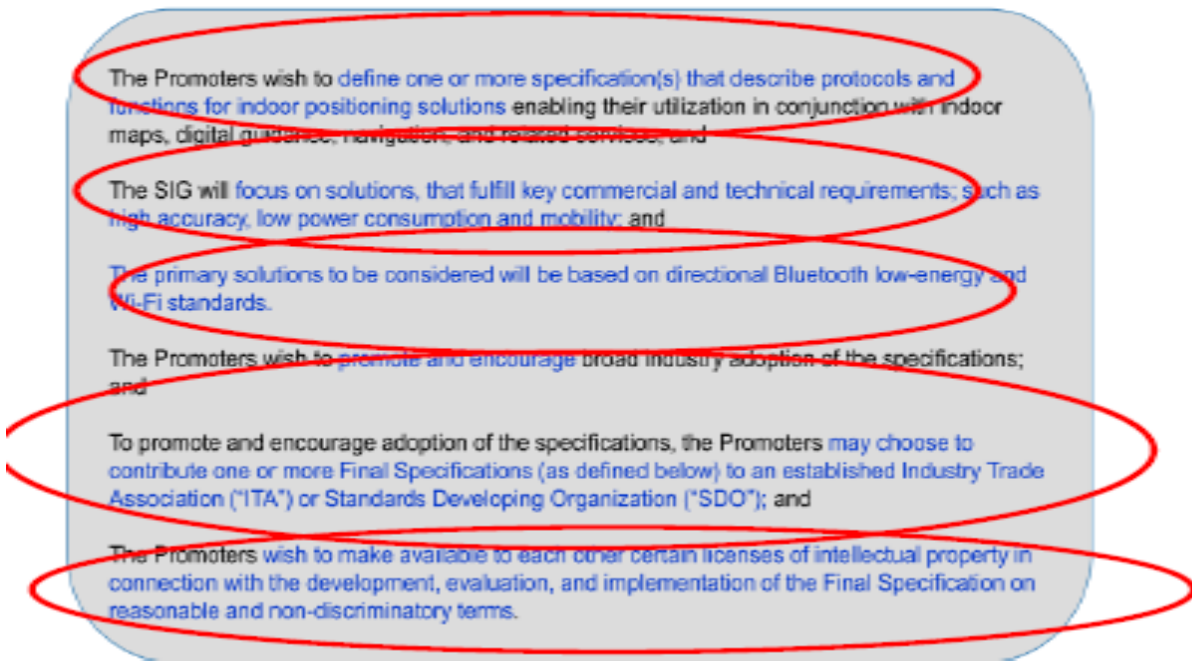 The Promoters wish to define one or more specification(s) that describe protocols and
functions for indoor positioning solutions enabling their utilization in conjunction with indoor
maps, digital guidance, navigation, and related services; and
The SIG will focus on solutions, that fulfill key commercial and technical requirements; such as
high accuracy, low power consumption and mobility; and
The primary solutions to be considered will be based on directional Bluetooth low-energy and
Wi-Fi standards.
The Promoters wish to promote and encourage broad industry adoption of the specifications;
and
To promote and encourage adoption of the specifications, the Promoters may choose to
contribute one or more Final Specifications (as defined below) to an established Industry Trade
Association ("ITA") or Standards Developing Organization ("SDO"); and
The Promoters wish to make available to each other certain licenses of intellectual property in
connection with the development, evaluation, and implementation of the Final Specification on
reasonable and non-discriminatory terms.